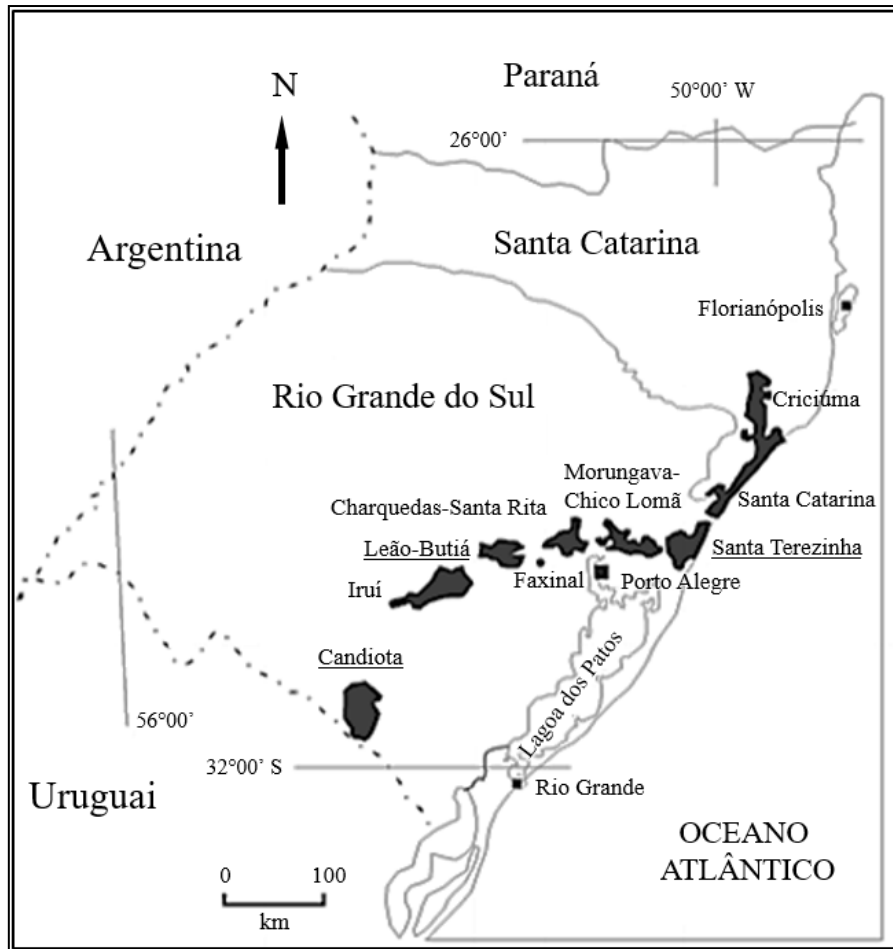 Paraná
N
50°00’ W
26°00’
Argentina
Santa Catarina
Florianópolis
Rio Grande do Sul
Criciúma
Morungava-
Chico Lomã
Charquedas-Santa Rita
Santa Catarina
Leão-Butiá
Santa Terezinha
Faxinal
Porto Alegre
Iruí
Candiota
Lagoa dos Patos
56°00’
32°00’ S
Uruguai
Rio Grande
OCEANO
ATLÂNTICO
0 100
km